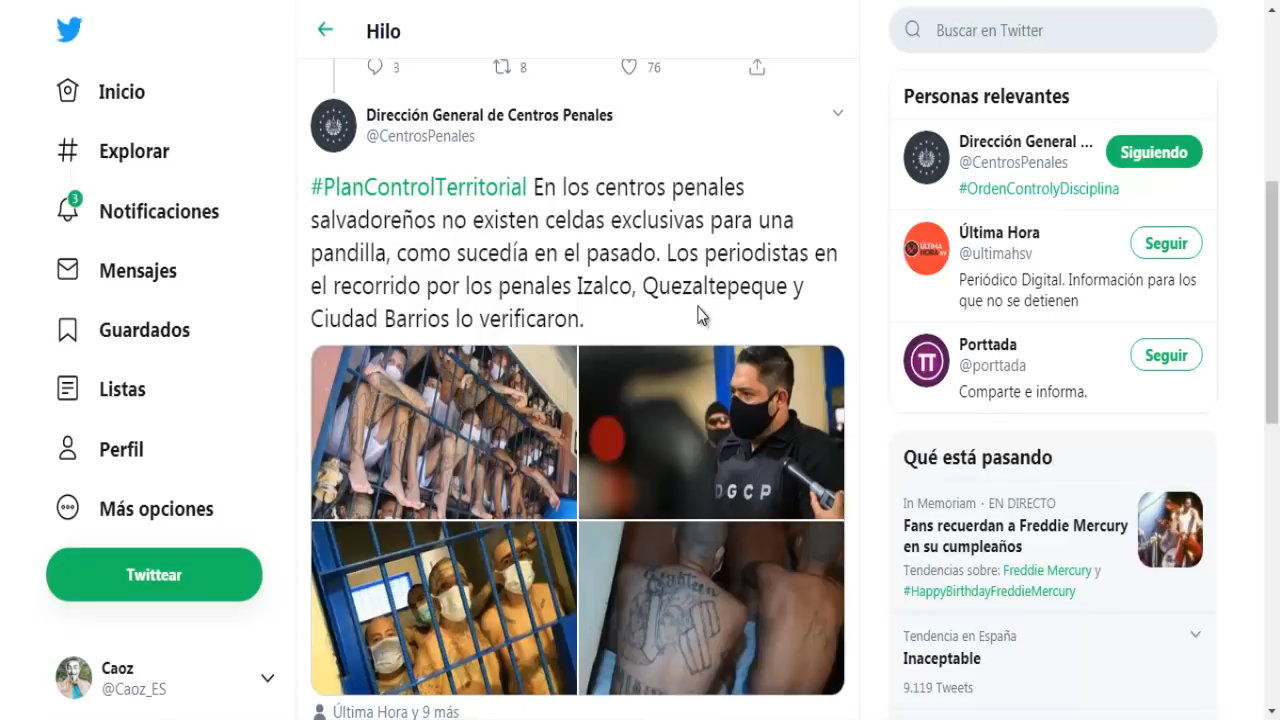 Inicio
Explorar
3
Notificaciones
Mensajes
Guardados
Listas
Perfil
Más opciones
Twittear
Caoz
@Caoz_ES
Hilo
3
8
76
Dirección General de Centros Penales
@CentrosPenales
#PlanControlTerritorial En los centros penales
salvadoreños no existen celdas exclusivas para una
pandilla, como sucedía en el pasado. Los periodistas en
el recorrido por los penales Izalco, Quezaltepeque y
Ciudad Barrios lo verificaron.
DGCP
Última Hora y 9 más
Buscar en Twitter
Personas relevantes
Dirección General ...
@CentrosPenales
Siguiendo
#OrdenControlyDisciplina
ÚLTIMA
HORA
Última Hora
@ultimahsv
Seguir
Periódico Digital. Información para los
que no se detienen
Porttada
@porttada
Seguir
Comparte e informa.
Qué está pasando
In Memoriam · EN DIRECTO
Fans recuerdan a Freddie Mercury
en su cumpleaños
Tendencias sobre: Freddie Mercury y
#HappyBirthdayFreddieMercury
Tendencia en España
Inaceptable
9.119 Tweets